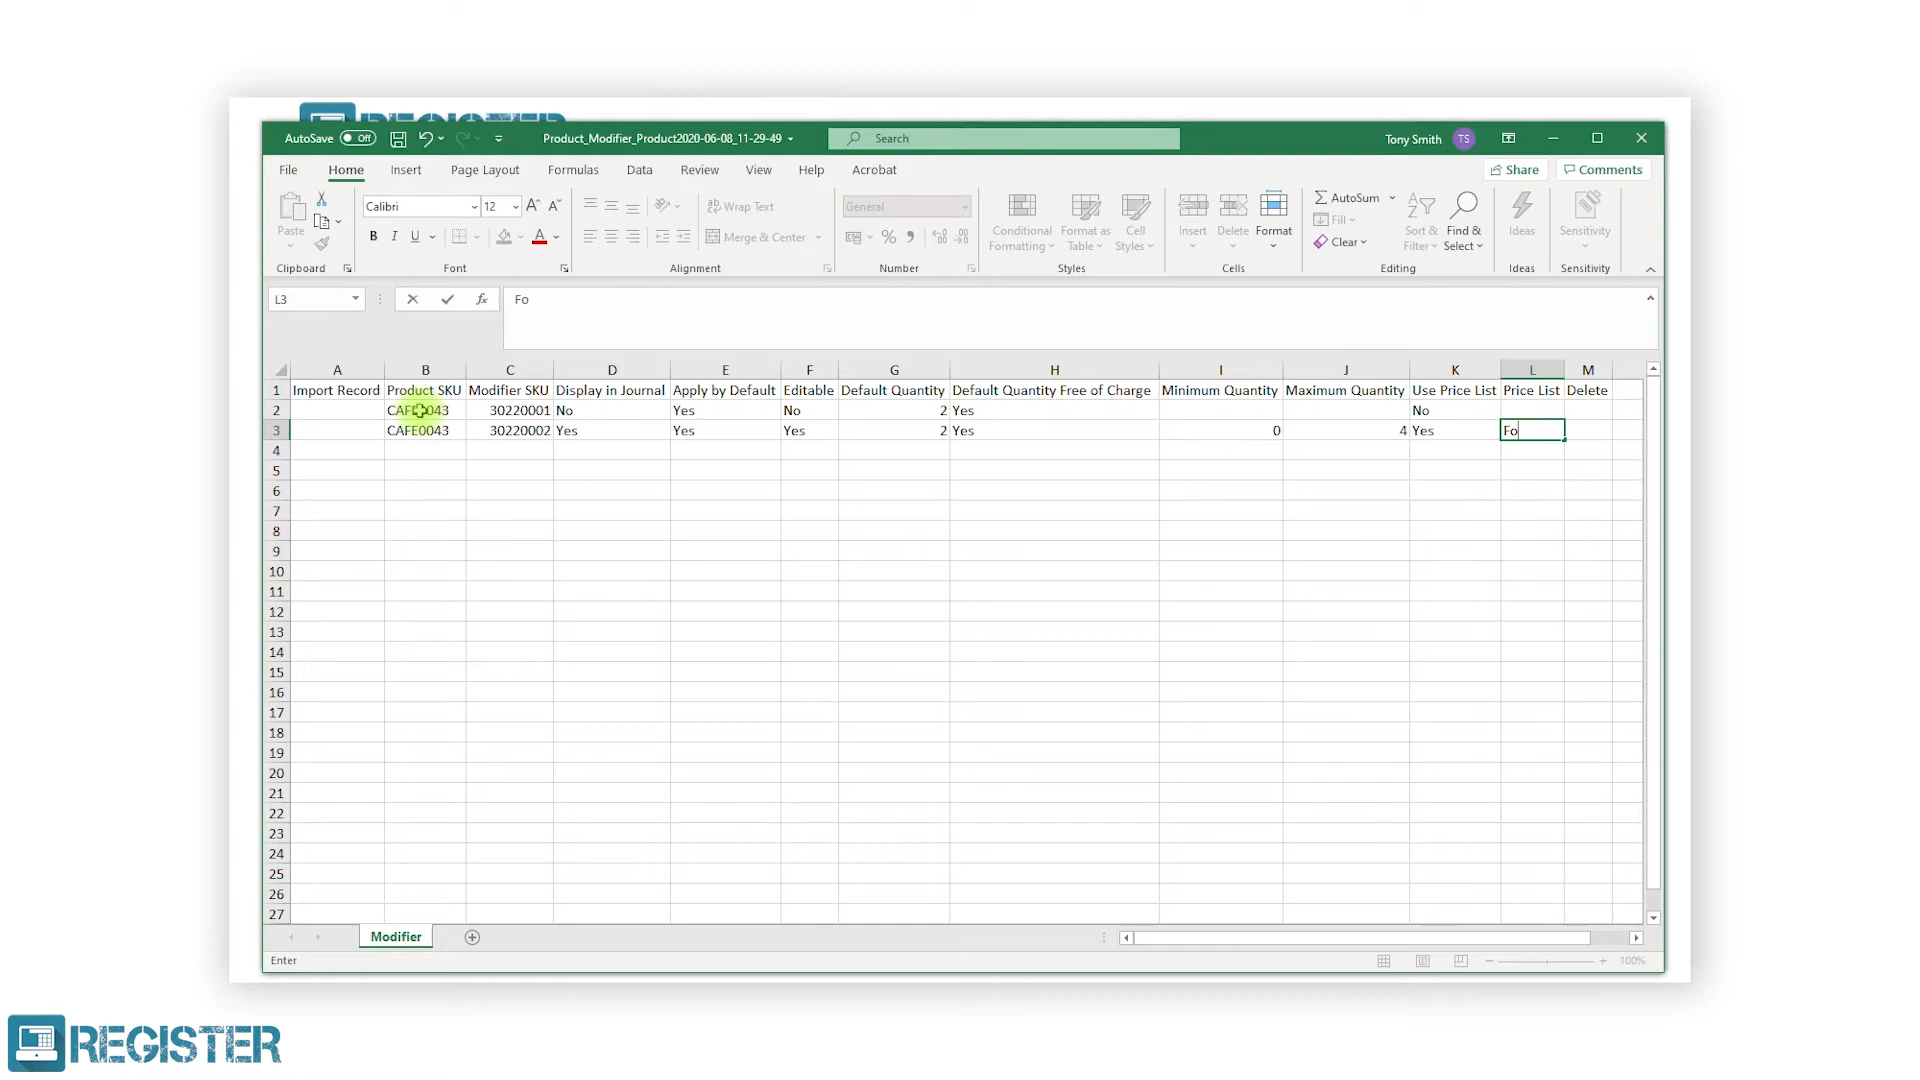 REGISTER
AutoSave Off
Product_Modifier_Product2020-06-08_11-29-49
Search
Tony Smith TS
File Home Insert Page Layout Formulas Data Review View Help Acrobat
Share Comments
Paste
Calibri 12
B I U
Wrap Text
Merge & Center
General
Conditional Formatting
Format as Table
Cell Styles
Insert Delete Format
AutoSum
Fill
Clear
Sort & Filter
Find & Select
Ideas
Sensitivity
Clipboard Font Alignment Number Styles Cells Editing Ideas Sensitivity
L3 fx Fo
A B C D E F G H I J K L M
1 Import Record Product SKU Modifier SKU Display in Journal Apply by Default Editable Default Quantity Default Quantity Free of Charge Minimum Quantity Maximum Quantity Use Price List Price List Delete
2 CAFE0043 30220001 No Yes No 2 Yes No
3 CAFE0043 30220002 Yes Yes Yes 2 Yes 0 4 Yes Fo
4
5
6
7
8
9
10
11
12
13
14
15
16
17
18
19
20
21
22
23
24
25
26
27
Modifier
Enter
100%
REGISTER